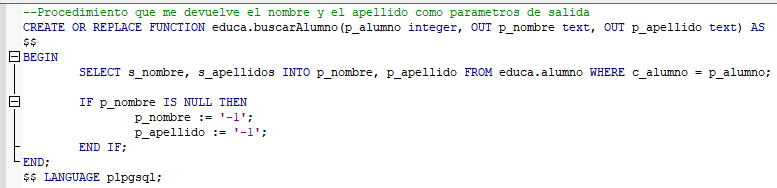 --Procedimiento que me devuelve el nombre y el apellido como parametros de salida
CREATE OR REPLACE FUNCTION educa.buscarAlumno(p_alumno integer, OUT p_nombre text, OUT p_apellido text) AS
$$
BEGIN
SELECT s_nombre, s_apellidos INTO p_nombre, p_apellido FROM educa.alumno WHERE c_alumno = p_alumno;
IF p_nombre IS NULL THEN
p_nombre := '-1';
p_apellido := '-1';
END IF;
END;
$$ LANGUAGE plpgsql;